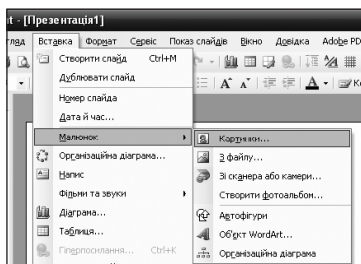 t - [Презентація1]
гляд Вставка Формат Сервіс Показ слайдів Вікно Довідка Adobe PD
Створити слайд Ctrl+M
Дублювати слайд
Номер слайда
Дата й час...
Малюнок
Організаційна діаграма...
Напис
Фільми та звуки
Діаграма...
Таблиця...
Гіперпосилання... Ctrl+K
Картинки...
З файлу...
Зі сканера або камери...
Створити фотоальбом...
Автофігури
Об'єкт WordArt...
Організаційна діаграма